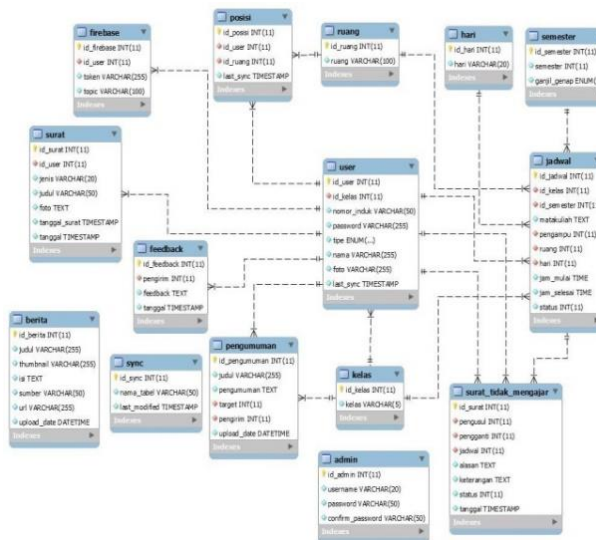 firebase
id_firebase INT(11)
id_user INT(11)
token VARCHAR(255)
topic VARCHAR(100)
Indexes
posisi
id_posisi INT(11)
id_user INT(11)
id_ruang INT(11)
last_sync TIMESTAMP
Indexes
ruang
id_ruang INT(11)
ruang VARCHAR(100)
Indexes
hari
id_hari INT(11)
hari VARCHAR(20)
Indexes
semester
id_semester INT(11)
semester INT(11)
ganjil_genap ENUM(
Indexes
surat
id_surat INT(11)
id_user INT(11)
jenis VARCHAR(20)
judul VARCHAR(50)
foto TEXT
tanggal_surat TIMESTAMP
tanggal TIMESTAMP
Indexes
user
id_user INT(11)
id_kelas INT(11)
nomor_induk VARCHAR(50)
password VARCHAR(255)
tipe ENUM(...)
nama VARCHAR(255)
foto VARCHAR(255)
last_sync TIMESTAMP
Indexes
jadwal
id_jadwal INT(11)
id_kelas INT(11)
id_semester INT(1
matakuliah TEXT
pengampu INT(11)
ruang INT(11)
hari INT(11)
jam_mulai TIME
jam_selesai TIME
status INT(11)
Indexes
feedback
id_feedback INT(11)
pengirim INT(11)
feedback TEXT
tanggal TIMESTAMP
Indexes
berita
id_berita INT(11)
judul VARCHAR(255)
thumbnail VARCHAR(255)
isi TEXT
sumber VARCHAR(50)
url VARCHAR(255)
upload_date DATETIME
Indexes
sync
id_sync INT(11)
nama_tabel VARCHAR(50)
last_modified TIMESTAMP
Indexes
pengumuman
id_pengumuman INT(11)
judul VARCHAR(255)
pengumuman TEXT
target INT(11)
pengirim INT(11)
upload_date DATETIME
Indexes
kelas
id_kelas INT(11)
kelas VARCHAR(5)
Indexes
surat_tidak_mengajar
id_surat INT(11)
pengusul INT(11)
pengganti INT(11)
jadwal INT(11)
alasan TEXT
keterangan TEXT
status INT(11)
tanggal TIMESTAMP
Indexes
admin
id_admin INT(11)
username VARCHAR(20)
password VARCHAR(50)
confirm_password VARCHAR(50)
Indexes